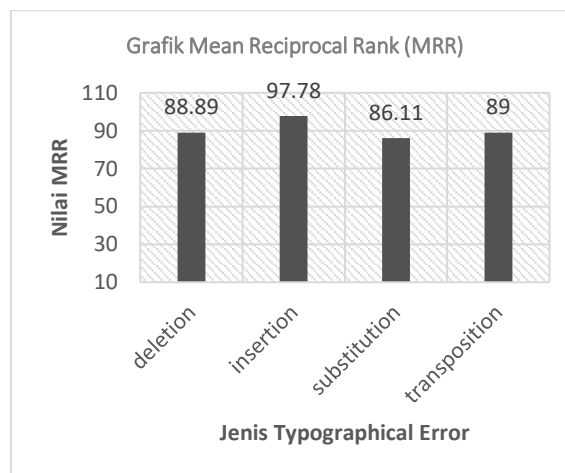 Grafik Mean Reciprocal Rank (MRR)
97.78
88.89
86.11
89
110
90
70
50
30
10
Nilai MRR
deletion
insertion
substitution
transposition
Jenis Typographical Error